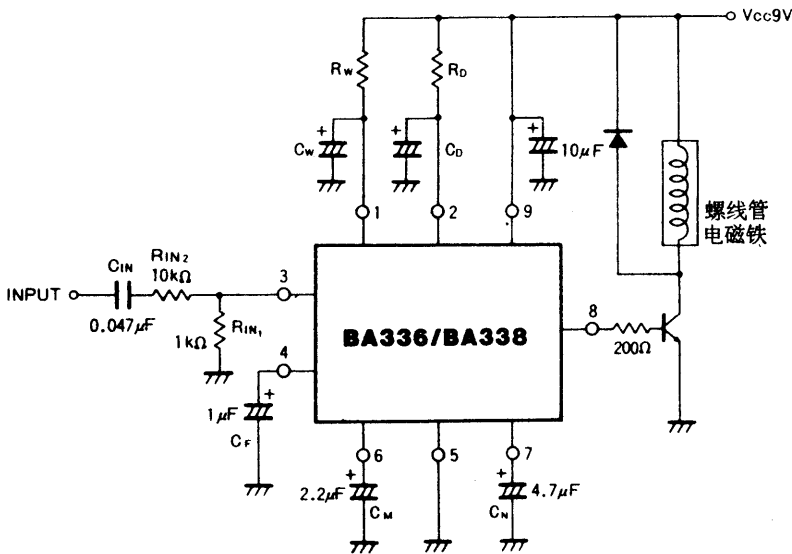 Vcc9V
Rw
RD
+
Cw
+
CD
+
10μF
1
2
9
螺线管
电磁铁
CIN
RIN2
10kΩ
INPUT
0.047μF
3
1kΩ
RIN1
4
BA336/BA338
8
200Ω
+
1μF
CF
6
5
7
+
2.2μF
CM
+
4.7μF
CN